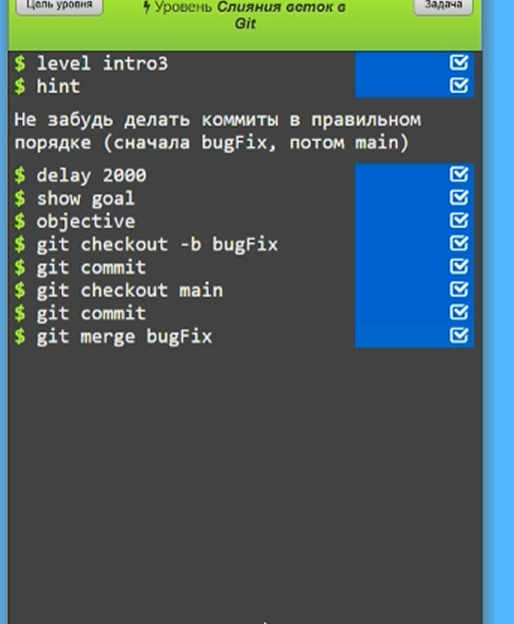 Цель уровня
Уровень Слияния веток в
Git
Задача
$ level intro3
$ hint
Не забудь делать коммиты в правильном
порядке (сначала bugFix, потом main)
$ delay 2000
$ show goal
$ objective
$ git checkout -b bugFix
$ git commit
$ git checkout main
$ git commit
$ git merge bugFix